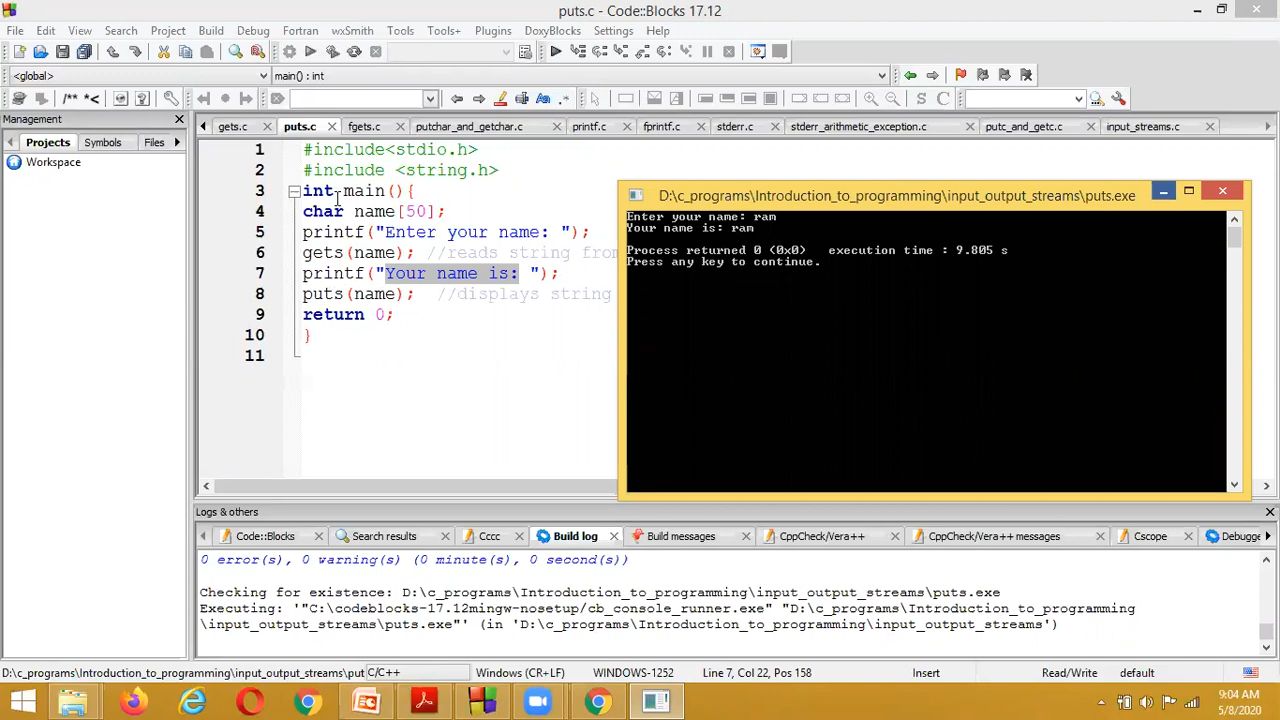 puts.c - Code::Blocks 17.12
File Edit View Search Project Build Debug Fortran wxSmith Tools Tools+ Plugins DoxyBlocks Settings Help
<global> main() : int
/** *< S C
Management
gets.c puts.c fgets.c putchar_and_getchar.c printf.c fprintf.c stderr.c stderr_arithmetic_exception.c putc_and_getc.c input_streams.c
Projects Symbols Files
Workspace
1 #include<stdio.h>
2 #include <string.h>
3 int main(){
4 char name[50];
5 printf("Enter your name: ");
6 gets(name); //reads string from
7 printf("Your name is: ");
8 puts(name); //displays string
9 return 0;
10 }
11
D:\c_programs\Introduction_to_programming\input_output_streams\puts.exe
Enter your name: ram
Your name is: ram
Process returned 0 (0x0) execution time : 9.805 s
Press any key to continue.
Logs & others
Code::Blocks Search results Cccc Build log Build messages CppCheck/Vera++ CppCheck/Vera++ messages Cscope Debugge
0 error(s), 0 warning(s) (0 minute(s), 0 second(s))
Checking for existence: D:\c_programs\Introduction_to_programming\input_output_streams\puts.exe
Executing: '"C:\codeblocks-17.12mingw-nosetup/cb_console_runner.exe" "D:\c_programs\Introduction_to_programming
\input_output_streams\puts.exe"' (in 'D:\c_programs\Introduction_to_programming\input_output_streams')
D:\c_programs\Introduction_to_programming\input_output_streams\put C/C++ Windows (CR+LF) WINDOWS-1252 Line 7, Col 22, Pos 158 Insert Read/Write default
9:04 AM
5/8/2020